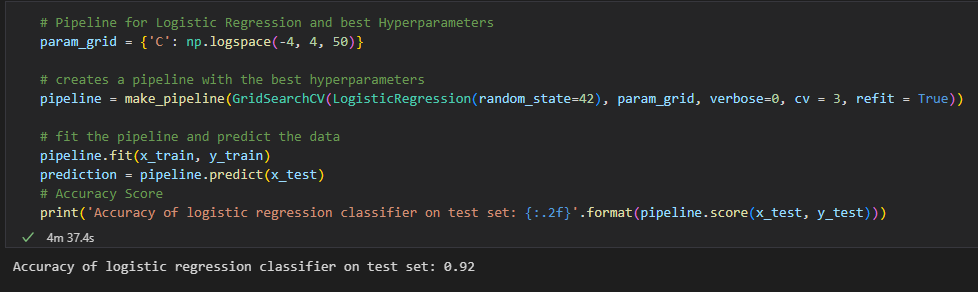 # Pipeline for Logistic Regression and best Hyperparameters
param_grid = {'C': np.logspace(-4, 4, 50)}
# creates a pipeline with the best hyperparameters
pipeline = make_pipeline(GridSearchCV(LogisticRegression(random_state=42), param_grid, verbose=0, cv = 3, refit = True))
# fit the pipeline and predict the data
pipeline.fit(x_train, y_train)
prediction = pipeline.predict(x_test)
# Accuracy Score
print('Accuracy of logistic regression classifier on test set: {:.2f}'.format(pipeline.score(x_test, y_test)))
✓ 4m 37.4s
Accuracy of logistic regression classifier on test set: 0.92